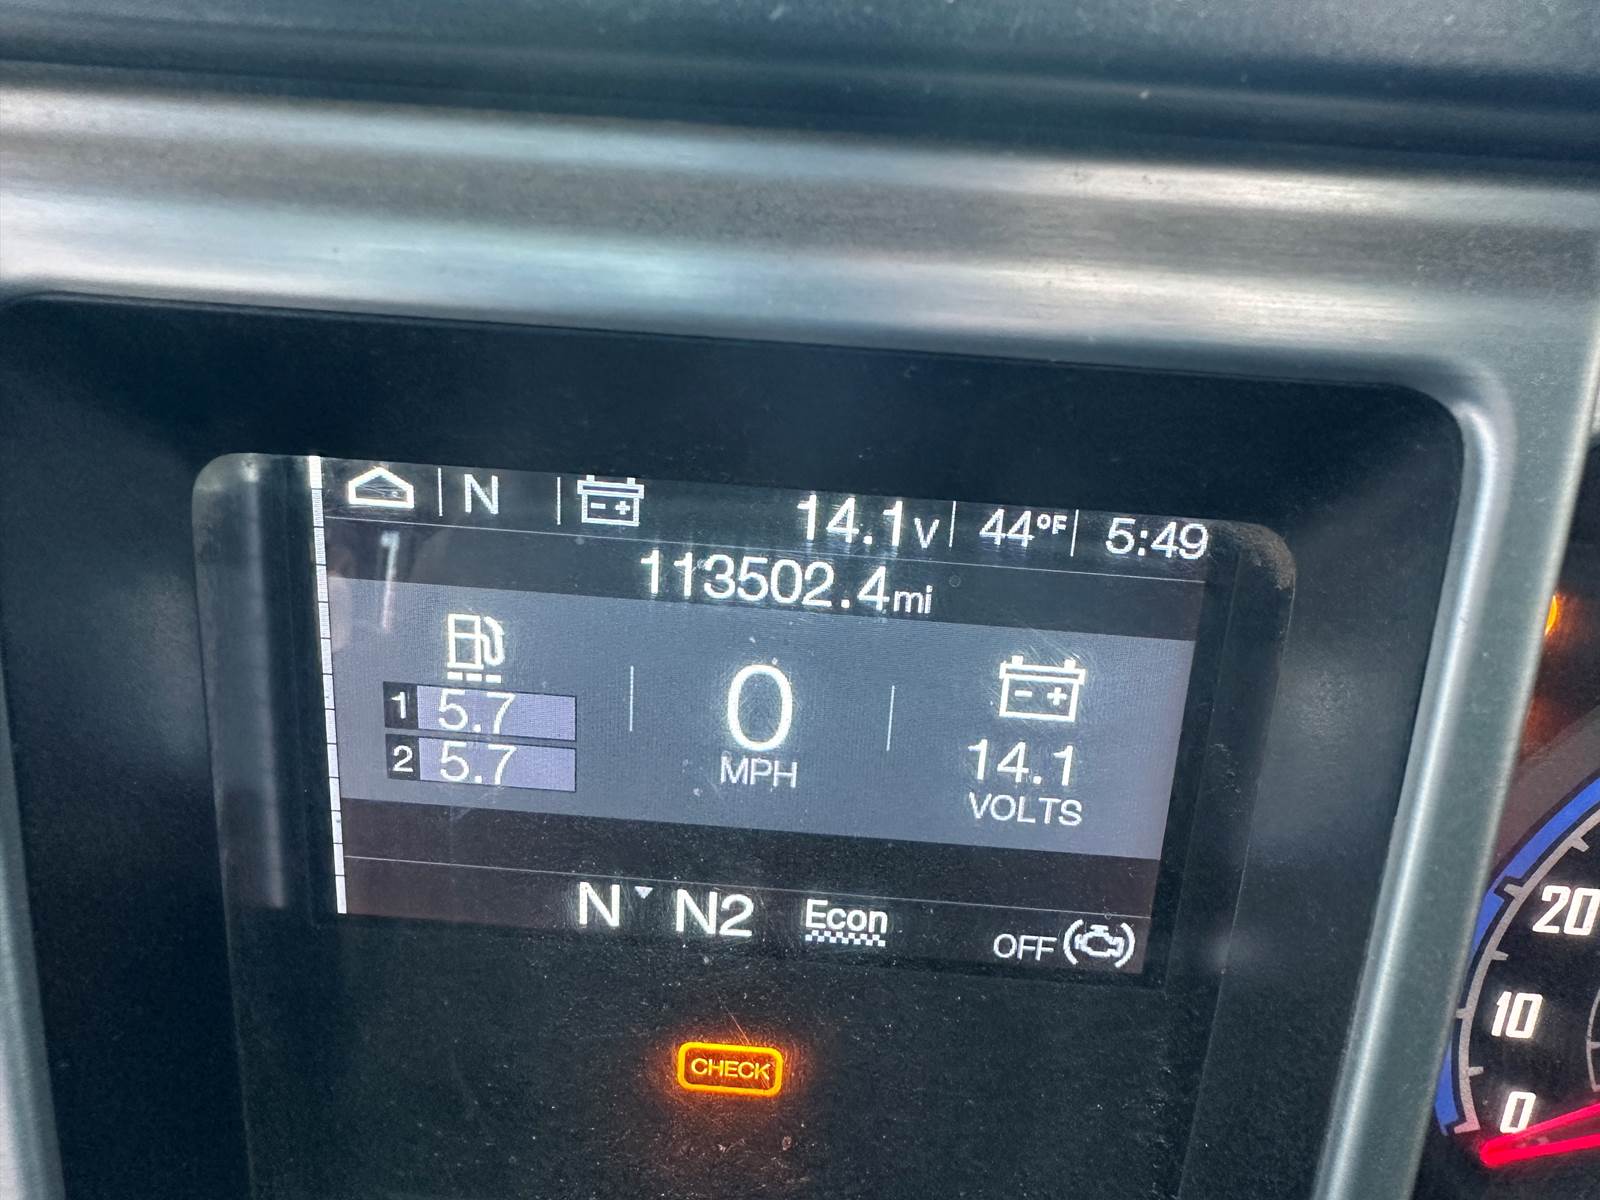 N 14.1V 44°F 5:49
113502.4mi
1 5.7
2 5.7
0
MPH
14.1
VOLTS
N N2 Econ OFF
CHECK
20
10
0